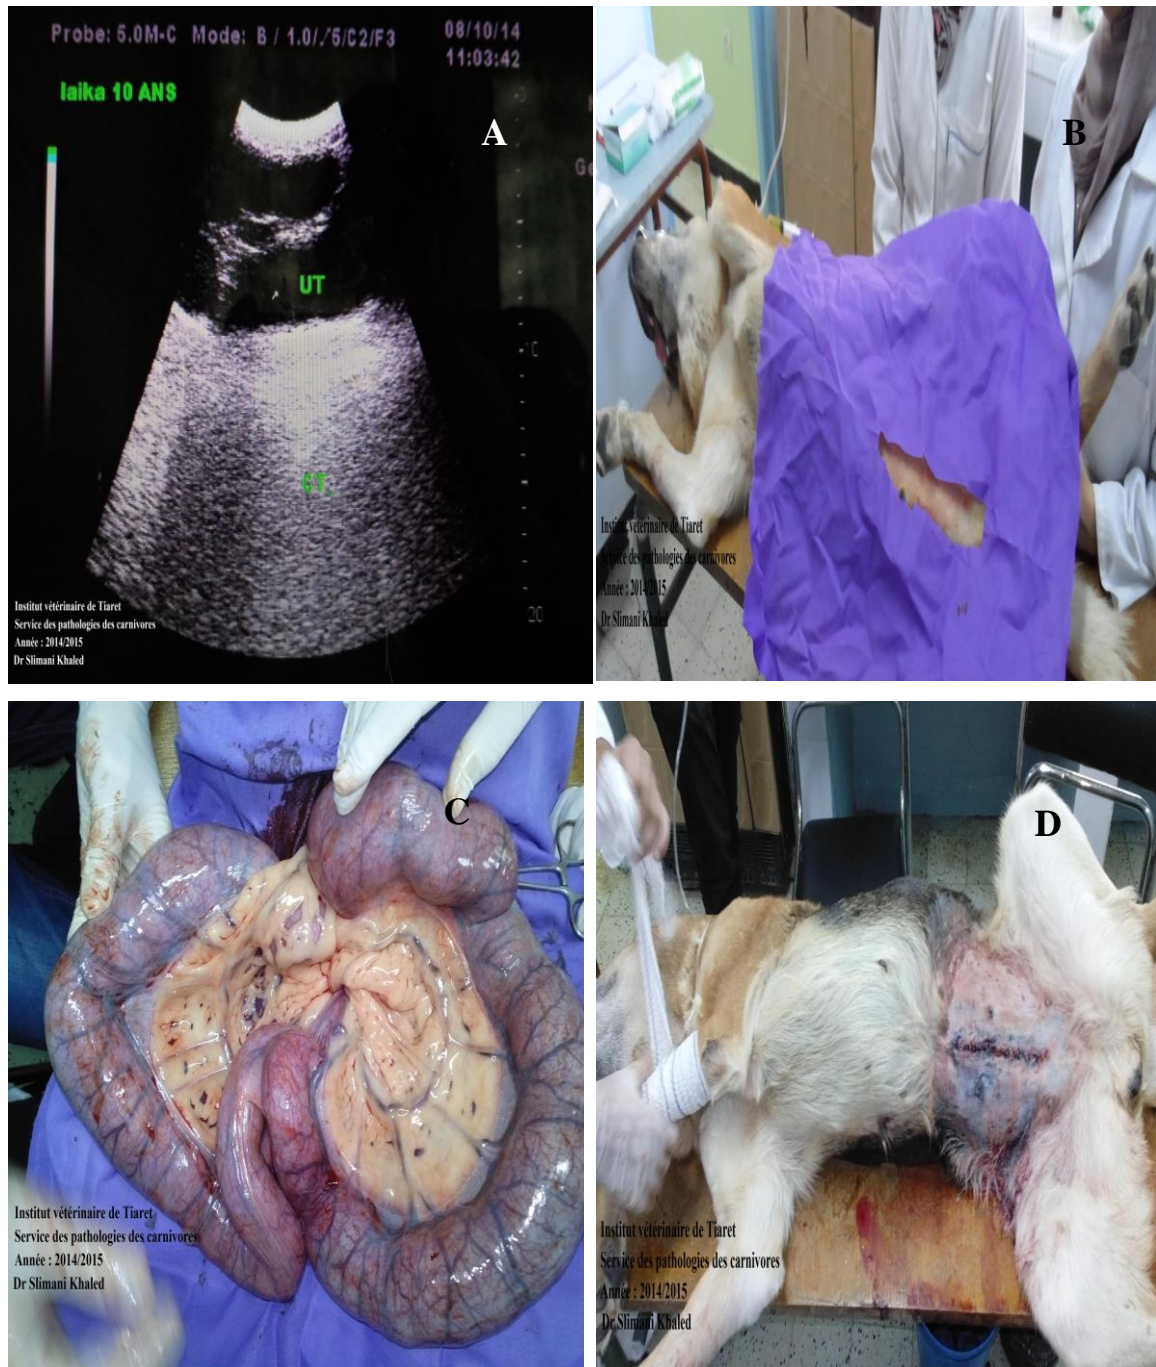 Probe: 5.0M-C Mode: B / 1.0/./5/C2/F3 08/10/14
11:03:42
laika 10 ANS
A
UT
10
20
Institut vétérinaire de Tiaret
Service des pathologies des carnivores
Année : 2014/2015
Dr Slimani Khaled
B
Institut vétérinaire de Tiaret
Service des pathologies des carnivores
Année : 2014/2015
Dr Slimani Khaled
C
Institut vétérinaire de Tiaret
Service des pathologies des carnivores
Année : 2014/2015
Dr Slimani Khaled
D
Institut vétérinaire de Tiaret
Service des pathologies des carnivores
Année : 2014/2015
Dr Slimani Khaled